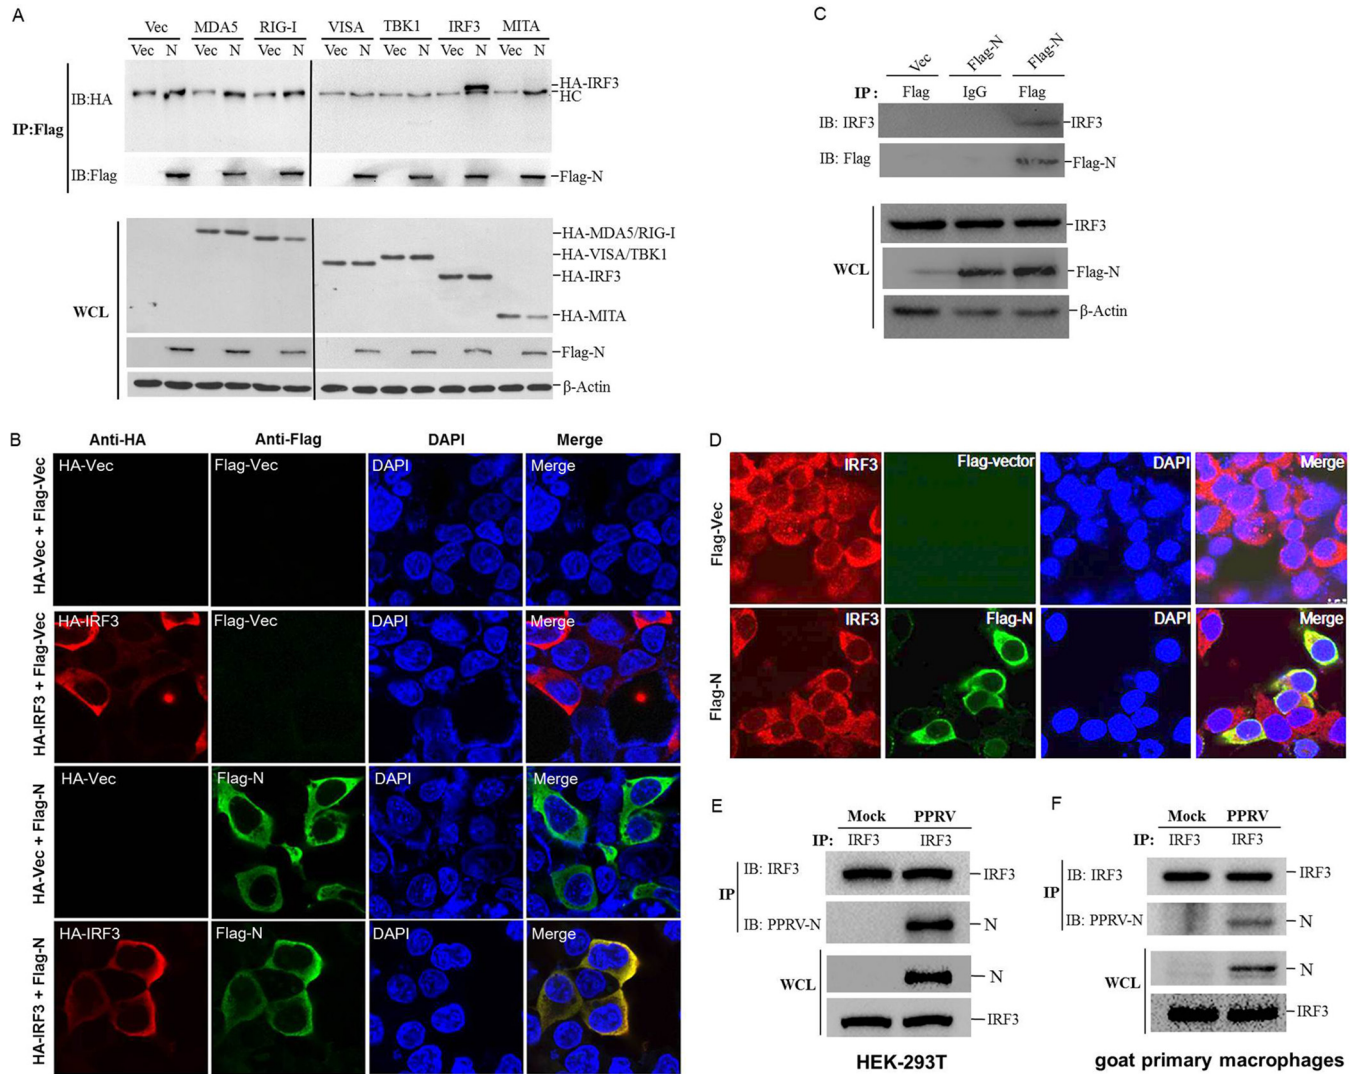 A
Vec MDA5 RIG-I VISA TBK1 IRF3 MITA
Vec N Vec N Vec N Vec N Vec N Vec N Vec N
IP:Flag
IB:HA
HA-IRF3
HC
IB:Flag
Flag-N
WCL
HA-MDA5/RIG-I
HA-VISA/TBK1
HA-IRF3
HA-MITA
Flag-N
β-Actin
C
Vec Flag-N Flag-N
IP: Flag IgG Flag
IB: IRF3 IRF3
IB: Flag Flag-N
WCL
IRF3
Flag-N
β-Actin
B
Anti-HA Anti-Flag DAPI Merge
HA-Vec + Flag-Vec
HA-Vec Flag-Vec DAPI Merge
HA-IRF3 + Flag-Vec
HA-IRF3 Flag-Vec DAPI Merge
HA-Vec + Flag-N
HA-Vec Flag-N DAPI Merge
HA-IRF3 + Flag-N
HA-IRF3 Flag-N DAPI Merge
D
Flag-Vec
IRF3 Flag-vector DAPI Merge
Flag-N
IRF3 Flag-N DAPI Merge
E
Mock PPRV
IP: IRF3 IRF3
IP
IB: IRF3 IRF3
IB: PPRV-N N
WCL
N
IRF3
HEK-293T
F
Mock PPRV
IP: IRF3 IRF3
IP
IB: IRF3 IRF3
IB: PPRV-N N
WCL
N
IRF3
goat primary macrophages